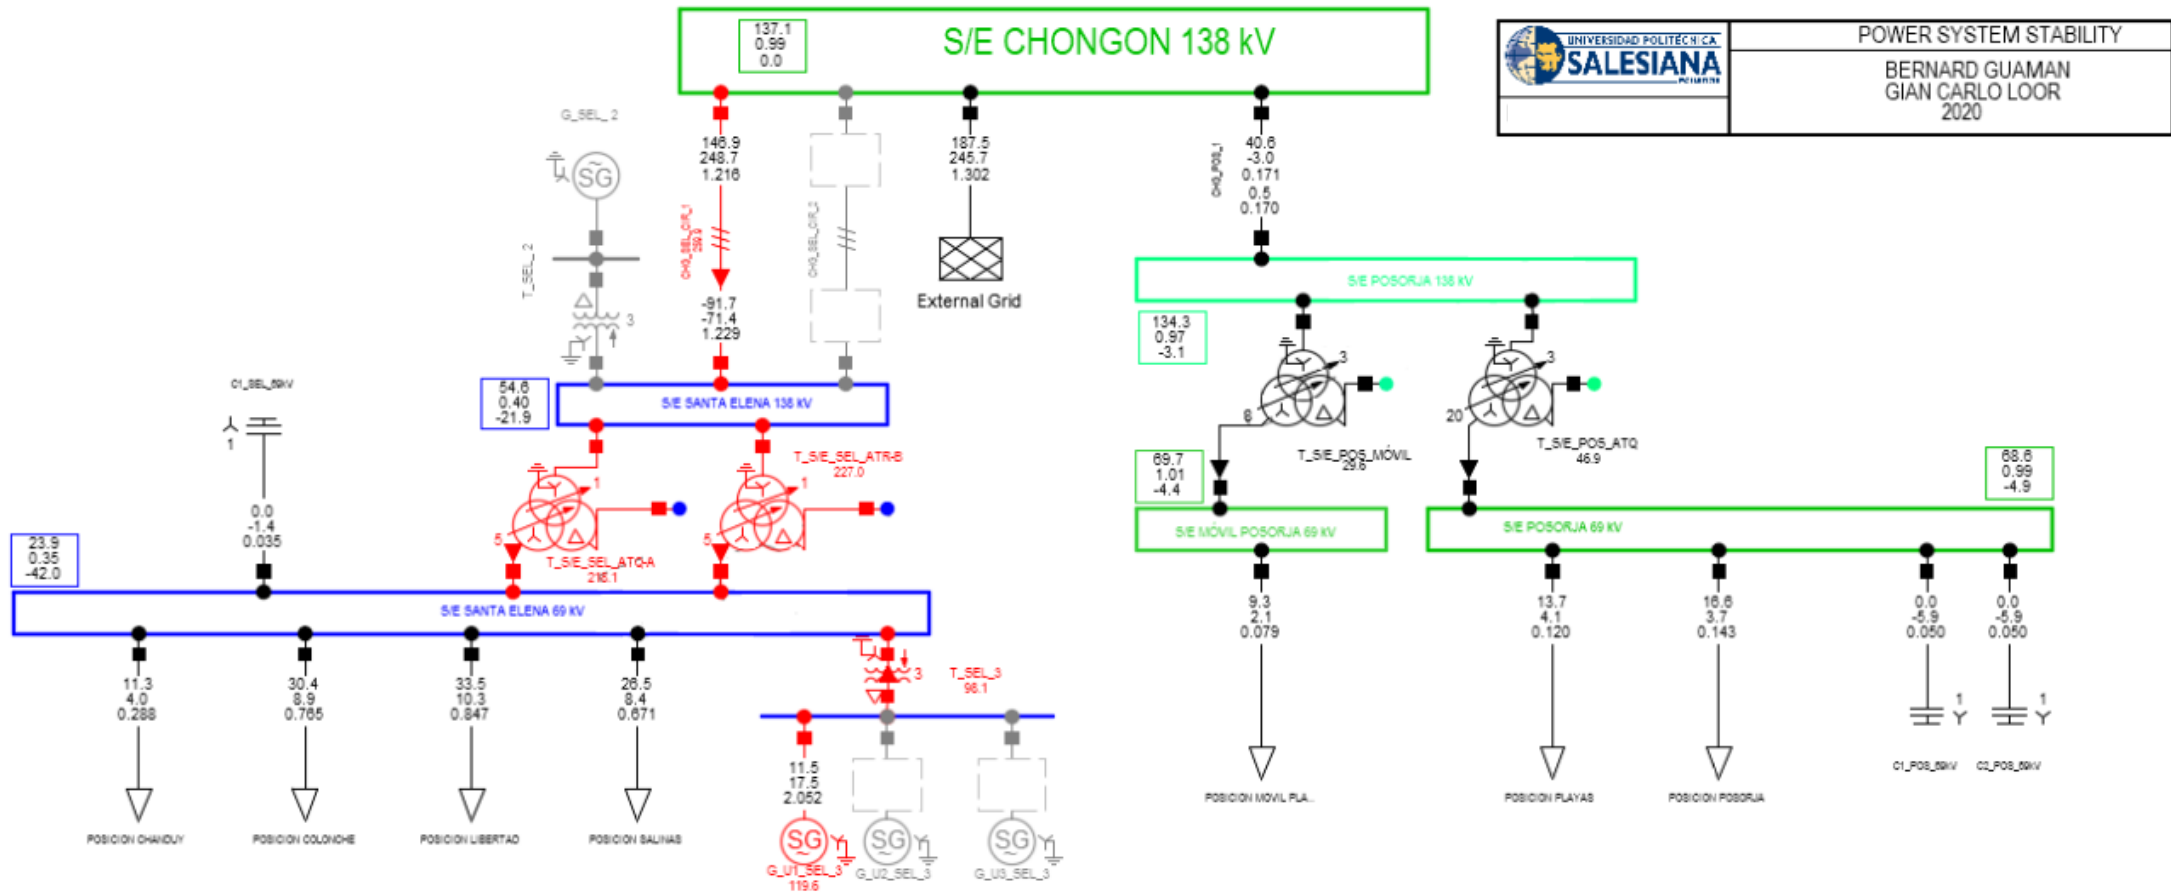 137.1
0.99
0.0
S/E CHONGON 138 kV
UNIVERSIDAD POLITÉCNICA
SALESIANA
ECUADOR
POWER SYSTEM STABILITY
BERNARD GUAMAN
GIAN CARLO LOOR
2020
G_SEL_2
SG
T_SEL_2
3
146.9
248.7
1.216
CHG_SEL_CIR_1
CHG_SEL_CIR_2
-91.7
-71.4
1.229
187.5
245.7
1.302
External Grid
CHG_POS_1
40.6
-3.0
0.171
0.5
0.170
S/E POSORJA 138 kV
134.3
0.97
-3.1
3
8
T_S/E_POS_MÓVIL
29.6
3
20
T_S/E_POS_ATQ
46.9
C1_SEL_69kV
1
0.0
-1.4
0.035
54.6
0.40
-21.9
S/E SANTA ELENA 138 kV
1
5
T_S/E_SEL_ATQ-A
1
5
T_S/E_SEL_ATR-B
227.0
69.7
1.01
-4.4
68.6
0.99
-4.9
S/E MÓVIL POSORJA 69 kV
S/E POSORJA 69 kV
23.9
0.35
-42.0
S/E SANTA ELENA 69 kV
11.3
4.0
0.288
30.4
8.9
0.765
33.5
10.3
0.847
26.5
8.4
0.671
3
T_SEL_3
98.1
9.3
2.1
0.079
13.7
4.1
0.120
16.6
3.7
0.143
0.0
-5.9
0.050
0.0
-5.9
0.050
1
1
C1_POS_69kV
C2_POS_69kV
11.5
17.5
2.052
POSICION CHANDUY
POSICION COLONCHE
POSICION LIBERTAD
POSICION SALINAS
POSICION MOVIL PLA...
POSICION PLAYAS
POSICION POSORJA
SG
SG
SG
G_U1_SEL_3
119.6
G_U2_SEL_3
G_U3_SEL_3